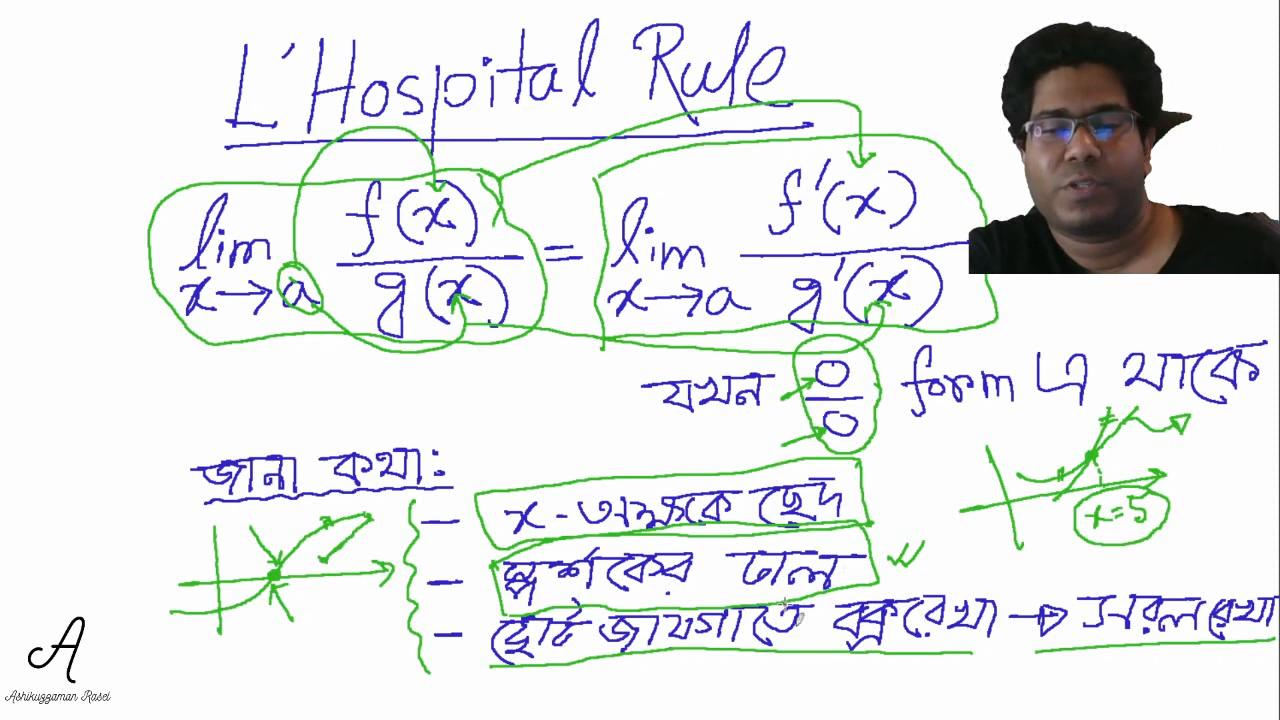 L'Hospital Rule
lim x→a f(x)/g(x) = lim x→a f'(x)/g'(x)
যখন 0/0 form এ থাকে
জানা কথা:
– x-অক্ষকে ছেদ
x=5
– স্পর্শকের ঢাল
– ছোট জায়গাতে বক্ররেখা → সরলরেখা
A
Ashikuzzaman Rasel